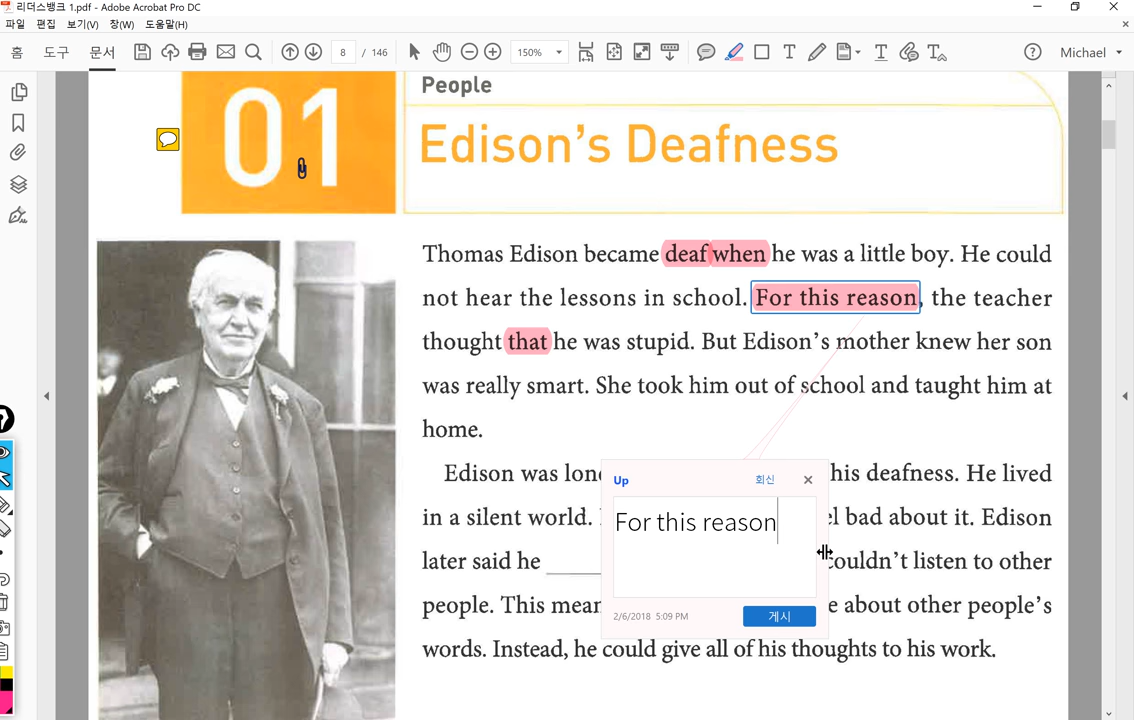 리더스뱅크 1.pdf - Adobe Acrobat Pro DC
파일 편집 보기(V) 창(W) 도움말(H)
홈 도구 문서 8 / 146 150% Michael
People
01
Edison's Deafness
Thomas Edison became deaf when he was a little boy. He could
not hear the lessons in school. For this reason, the teacher
thought that he was stupid. But Edison's mother knew her son
was really smart. She took him out of school and taught him at
home.
Edison was lon his deafness. He lived
in a silent world. el bad about it. Edison
later said he ouldn't listen to other
people. This mean e about other people's
words. Instead, he could give all of his thoughts to his work.
Up 회신
For this reason
2/6/2018 5:09 PM 게시